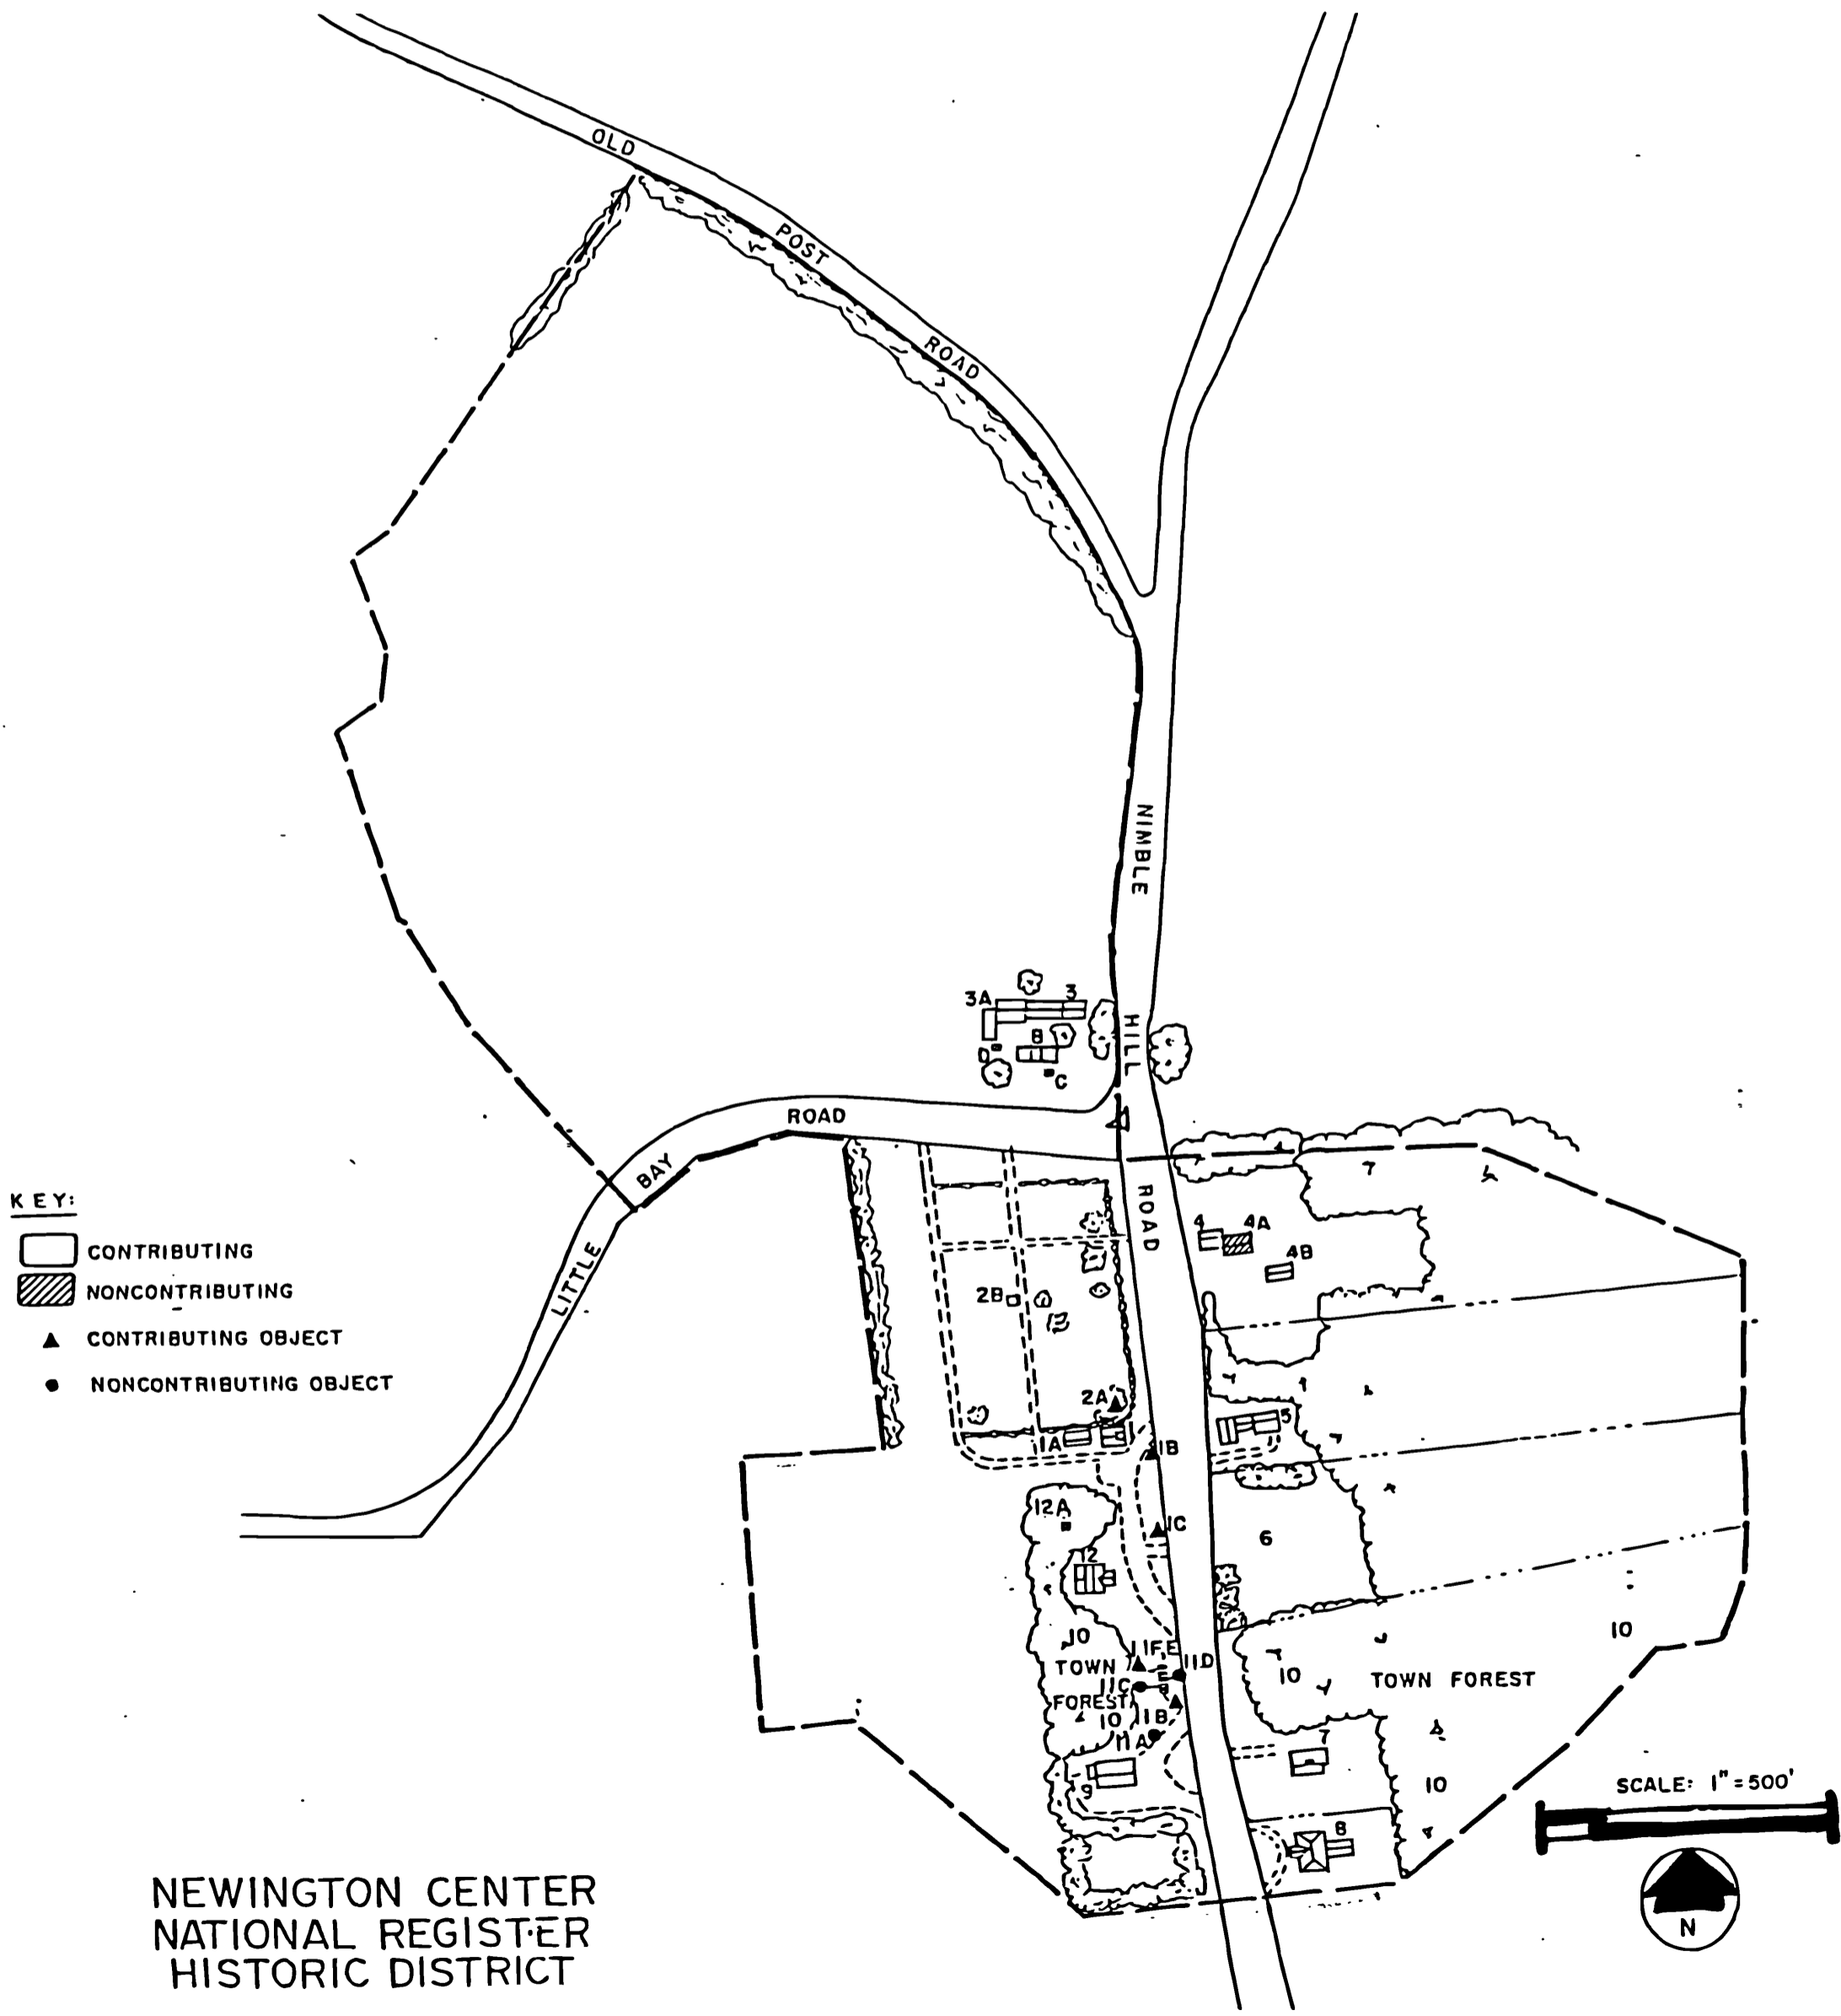 OLD
POST
ROAD
NIMBLE
HILL
ROAD
3A
3
B
D
C
ROAD
BAY
LITTLE
KEY:
CONTRIBUTING
NONCONTRIBUTING
CONTRIBUTING OBJECT
NONCONTRIBUTING OBJECT
4
4A
4B
2B
2A
5
1A
1B
1C
12A
12
6
10
TOWN
FOREST
10
11F
E
11D
11C
11B
11A
10
10
TOWN FOREST
7
10
9
8
SCALE: 1"=500'
N
NEWINGTON CENTER
NATIONAL REGISTER
HISTORIC DISTRICT